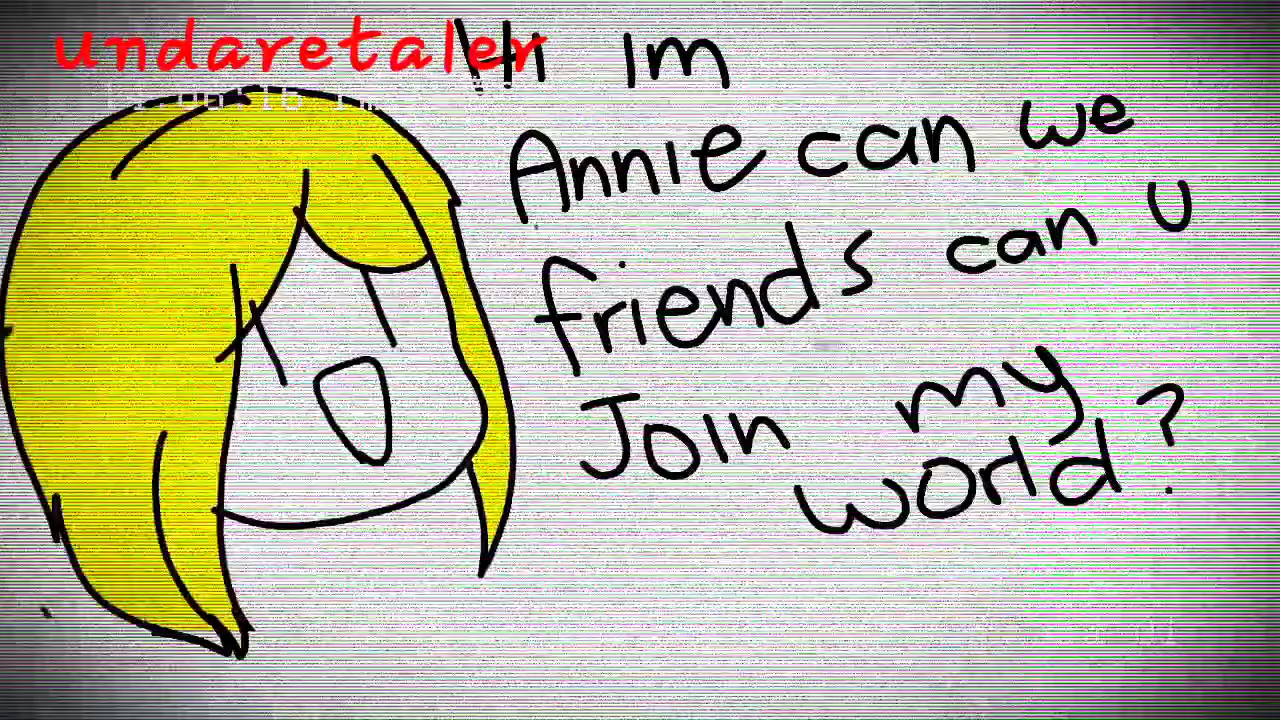 undaretaler
Hi Im
Annie can we
friends can u
Join my
world?